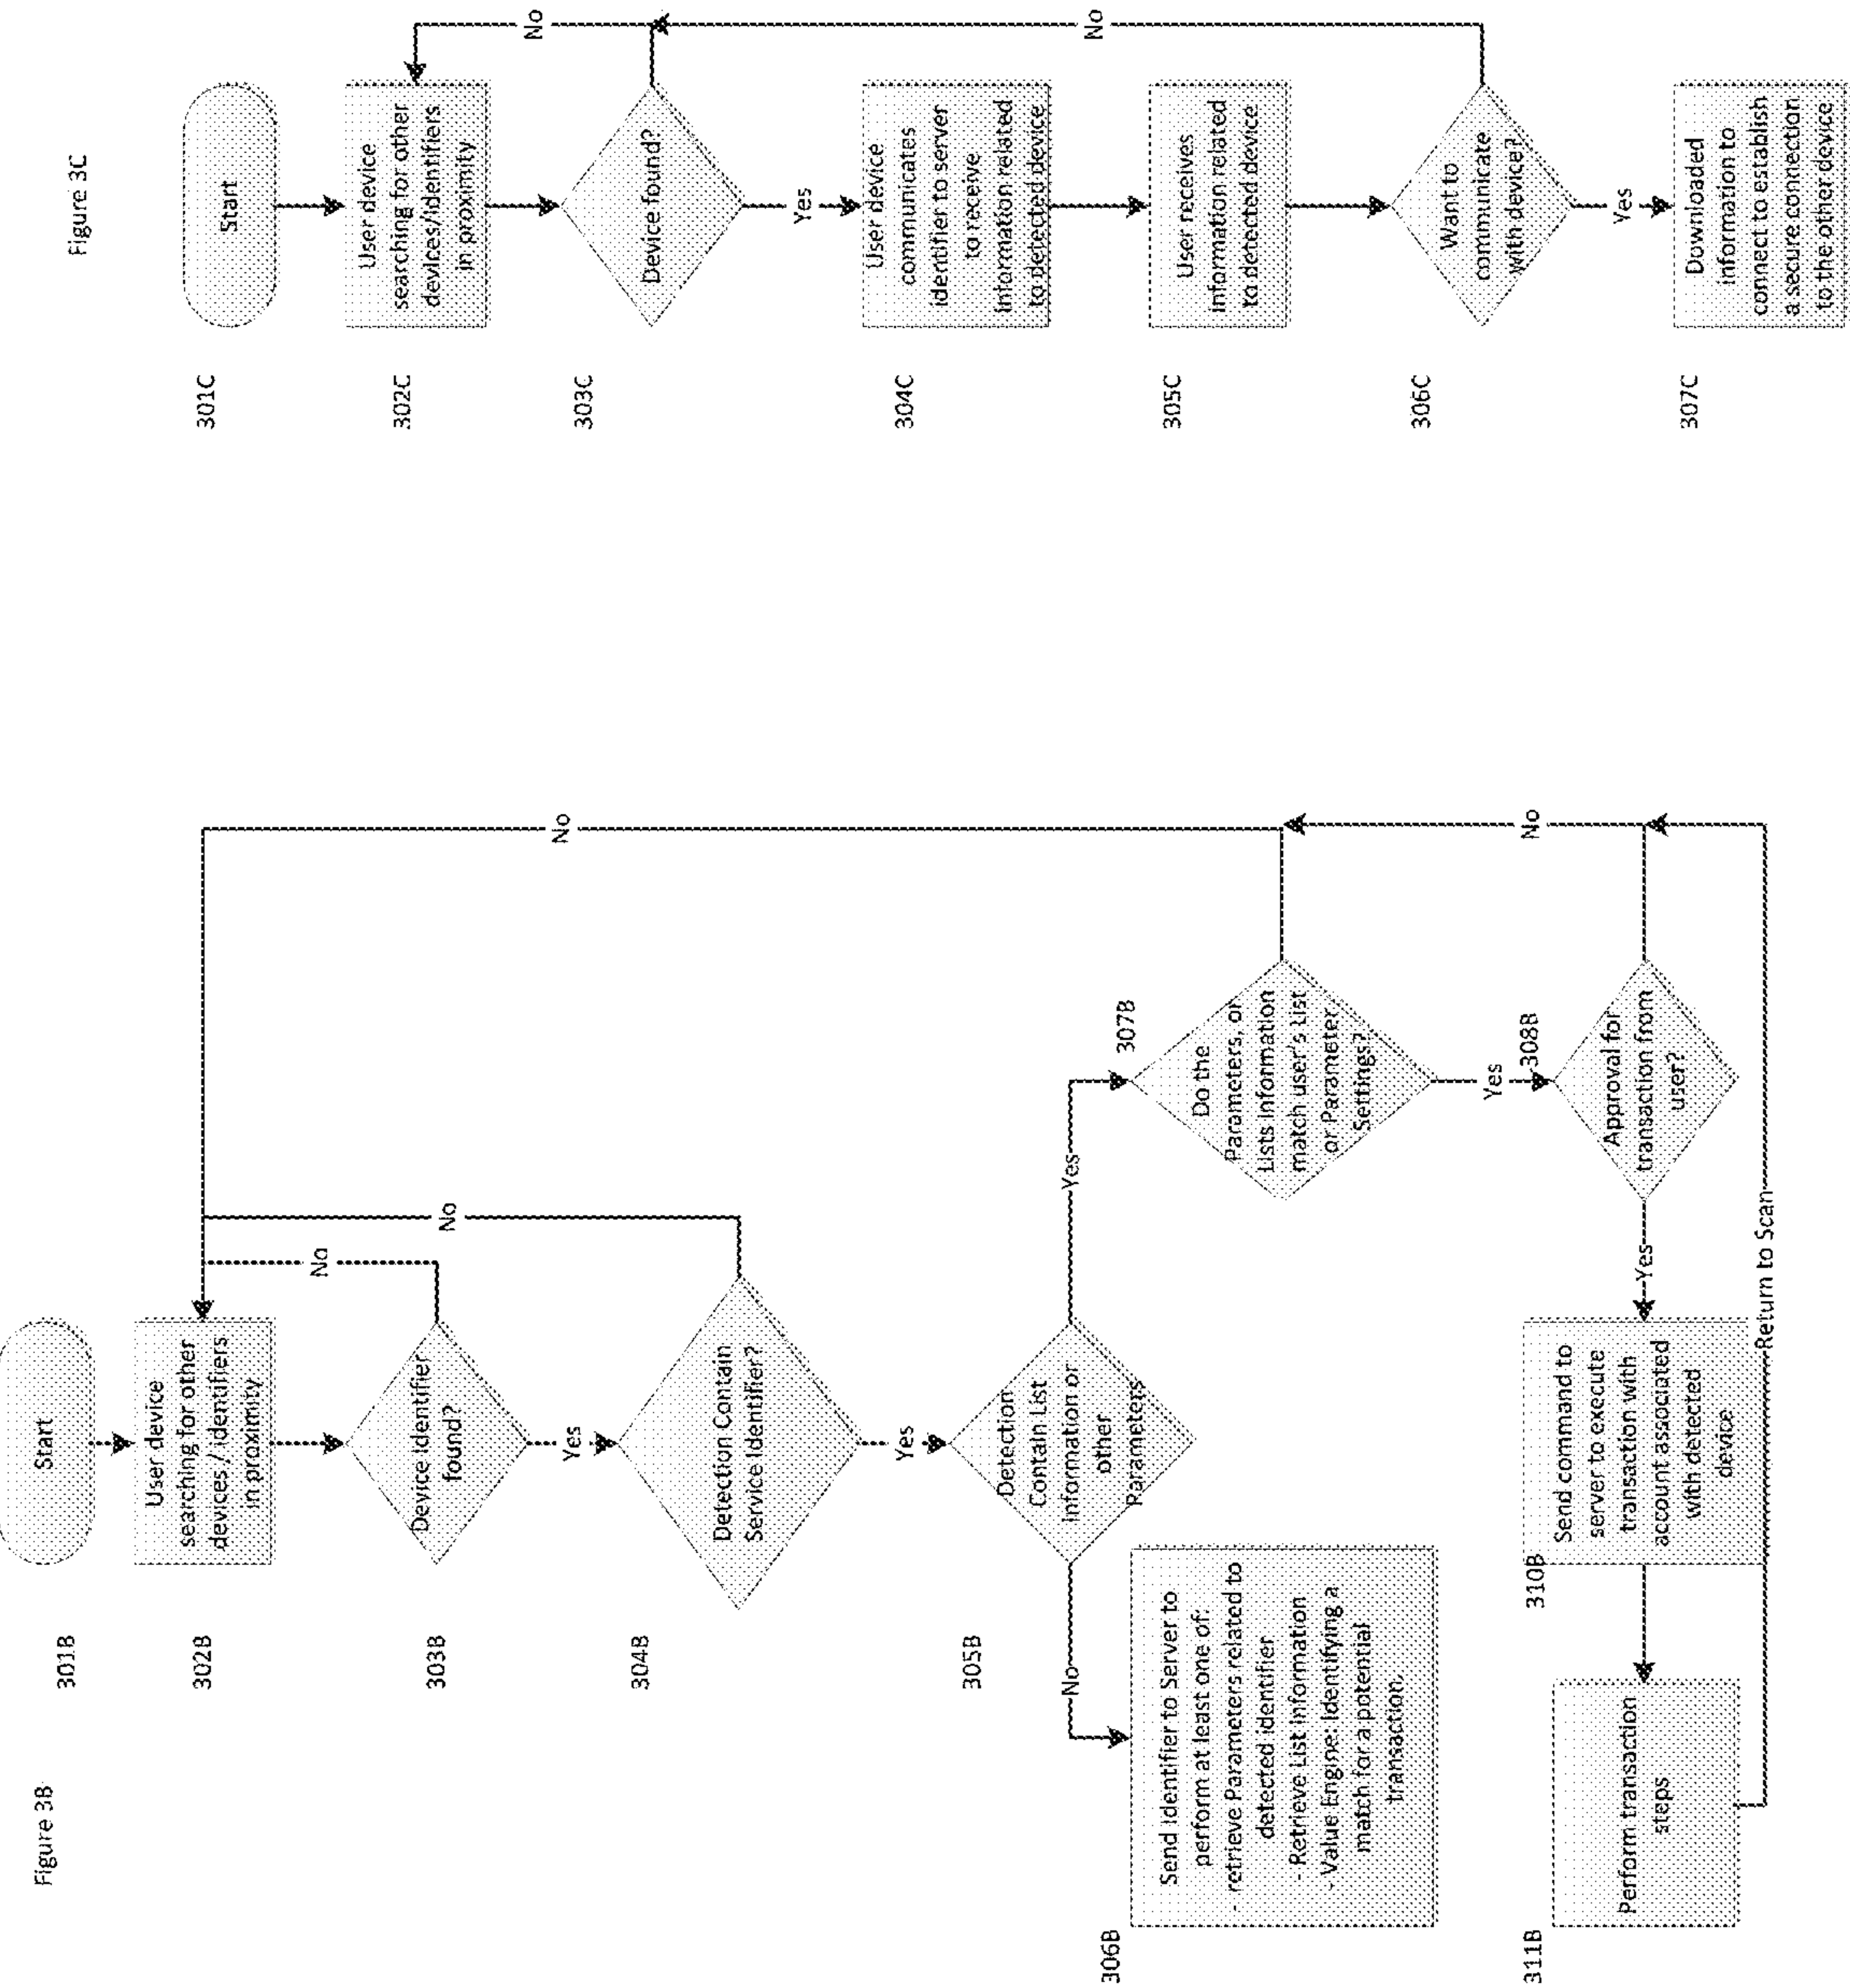 Figure 3B
301B
Start
302B
User device
searching for other
devices / identifiers
in proximity
303B
Device Identifier
found?
No
Yes
304B
Detection Contain
Service Identifier?
No
Yes
305B
Detection
Contain List
Information or
other
Parameters
No
Yes
306B
Send Identifier to Server to
perform at least one of:
- retrieve Parameters related to
detected identifier
- Retrieve List Information
- Value Engine: Identifying a
match for a potential
transaction.
307B
Do the
Parameters, or
Lists Information
match user's List
or Parameter
Settings?
No
Yes
308B
Approval for
transaction from
user?
No
Yes
310B
Send command to
server to execute
transaction with
account associated
with detected
device
311B
Perform transaction
steps
Return to Scan
Figure 3C
301C
Start
302C
User device
searching for other
devices/identifiers
in proximity
303C
Device found?
No
Yes
304C
User device
communicates
identifier to server
to receive
information related
to detected device
305C
User receives
information related
to detected device
306C
Want to
communicate
with device?
No
Yes
307C
Downloaded
information to
connect to establish
a secure connection
to the other device